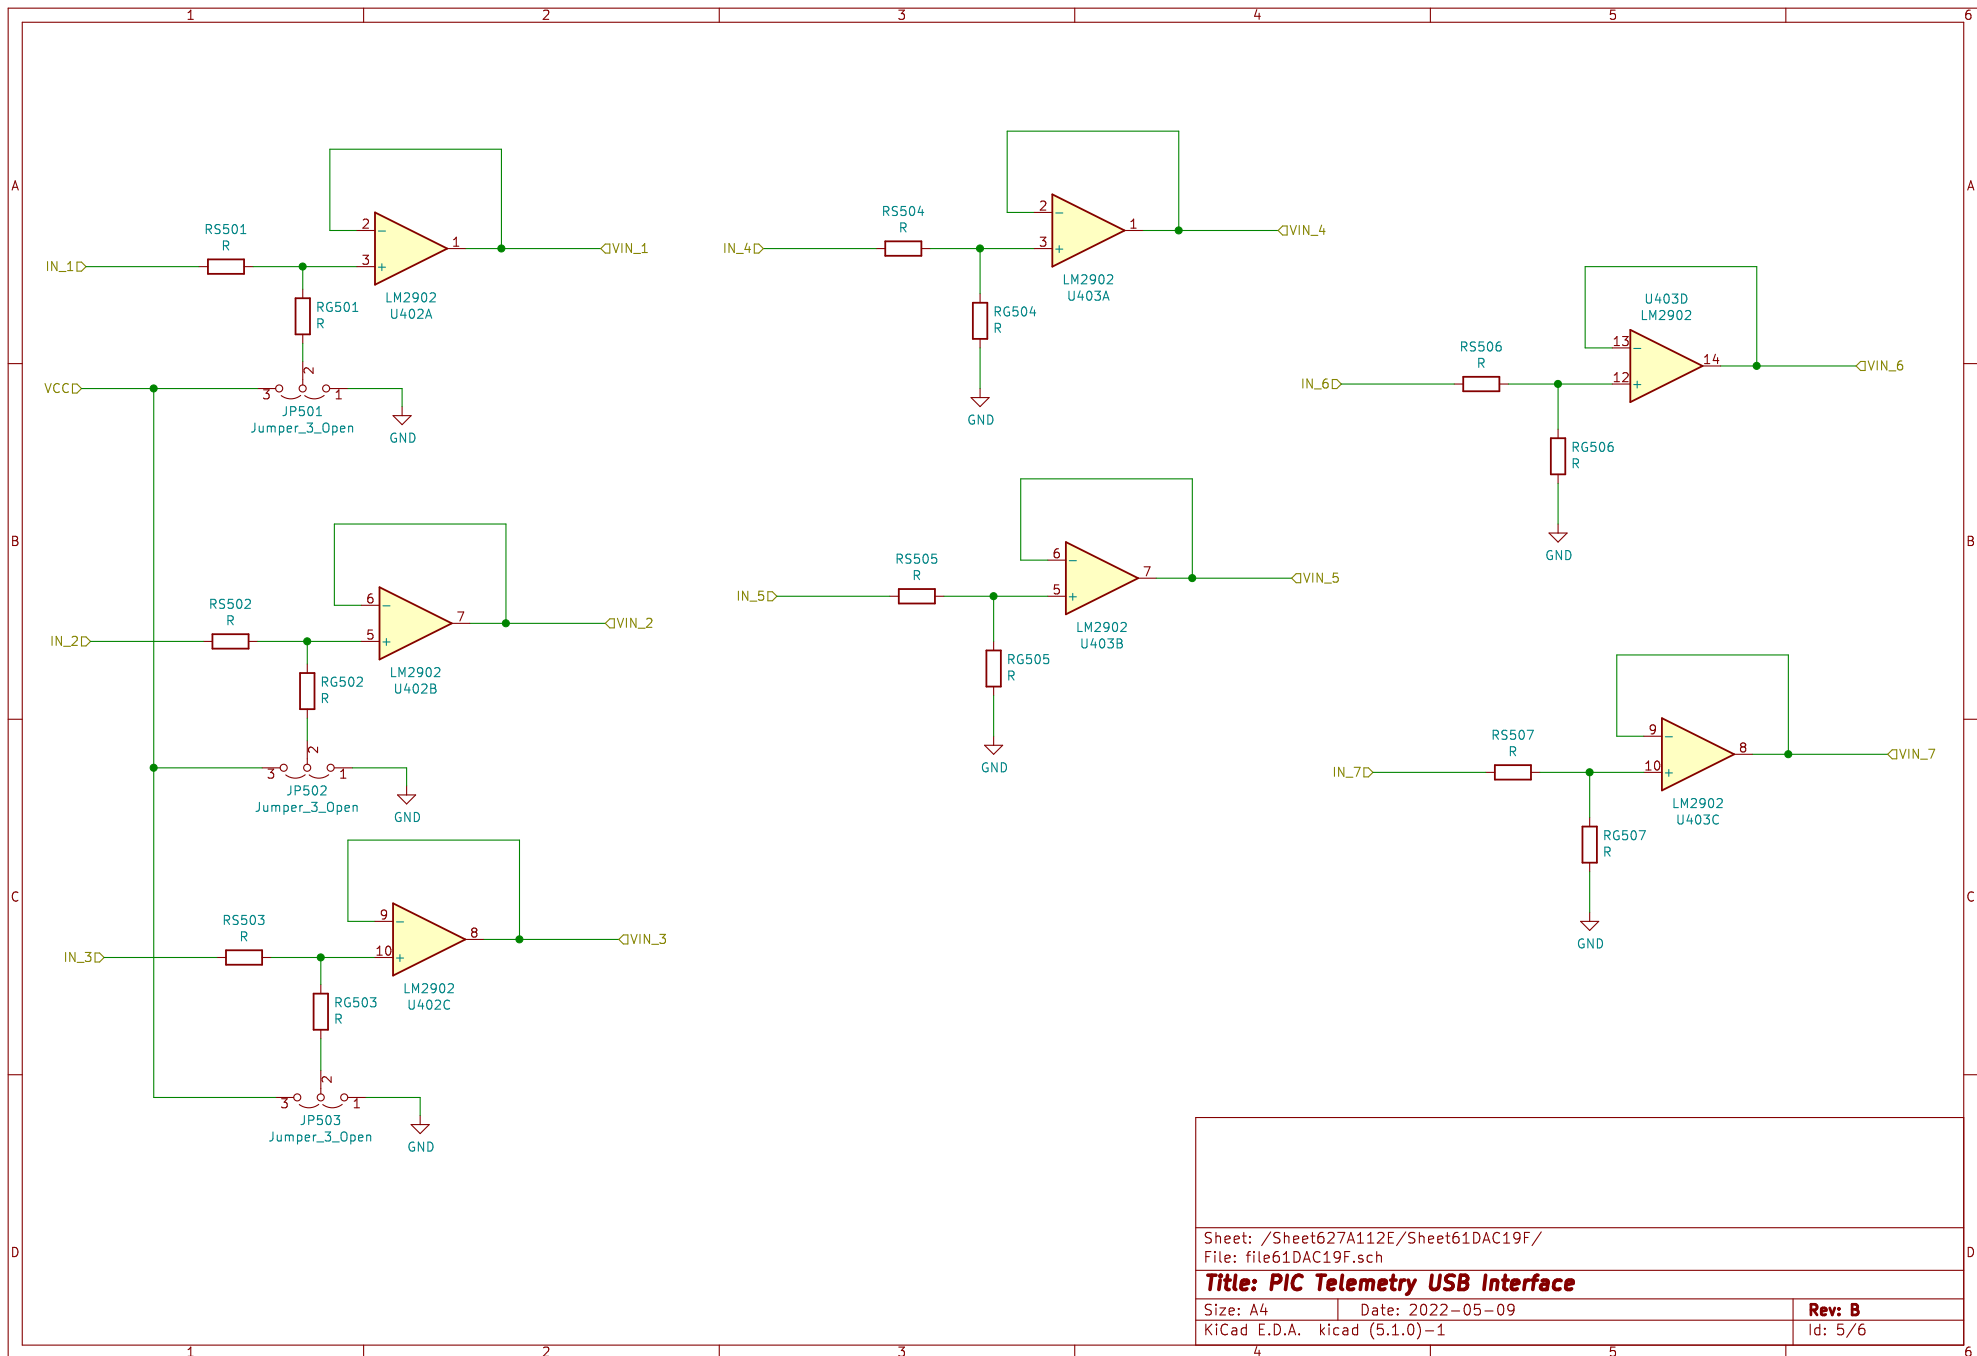 1 2 3 4 5 6
A A
B B
C C
D D
1 2 3 4 5 6
RS501
R
IN_1
2
3
1
VIN_1
LM2902
U402A
RG501
R
VCC
3
2
1
JP501
Jumper_3_Open
GND
RS502
R
IN_2
6
5
7
VIN_2
LM2902
U402B
RG502
R
3
2
1
JP502
Jumper_3_Open
GND
RS503
R
IN_3
9
10
8
VIN_3
LM2902
U402C
RG503
R
3
2
1
JP503
Jumper_3_Open
GND
RS504
R
IN_4
2
3
1
VIN_4
LM2902
U403A
RG504
R
GND
RS505
R
IN_5
6
5
7
VIN_5
LM2902
U403B
RG505
R
GND
U403D
LM2902
RS506
R
IN_6
13
12
14
VIN_6
RG506
R
GND
RS507
R
IN_7
9
10
8
VIN_7
LM2902
U403C
RG507
R
GND
Sheet: /Sheet627A112E/Sheet61DAC19F/
File: file61DAC19F.sch
Title: PIC Telemetry USB Interface
Size: A4 Date: 2022-05-09 Rev: B
KiCad E.D.A. kicad (5.1.0)-1 Id: 5/6